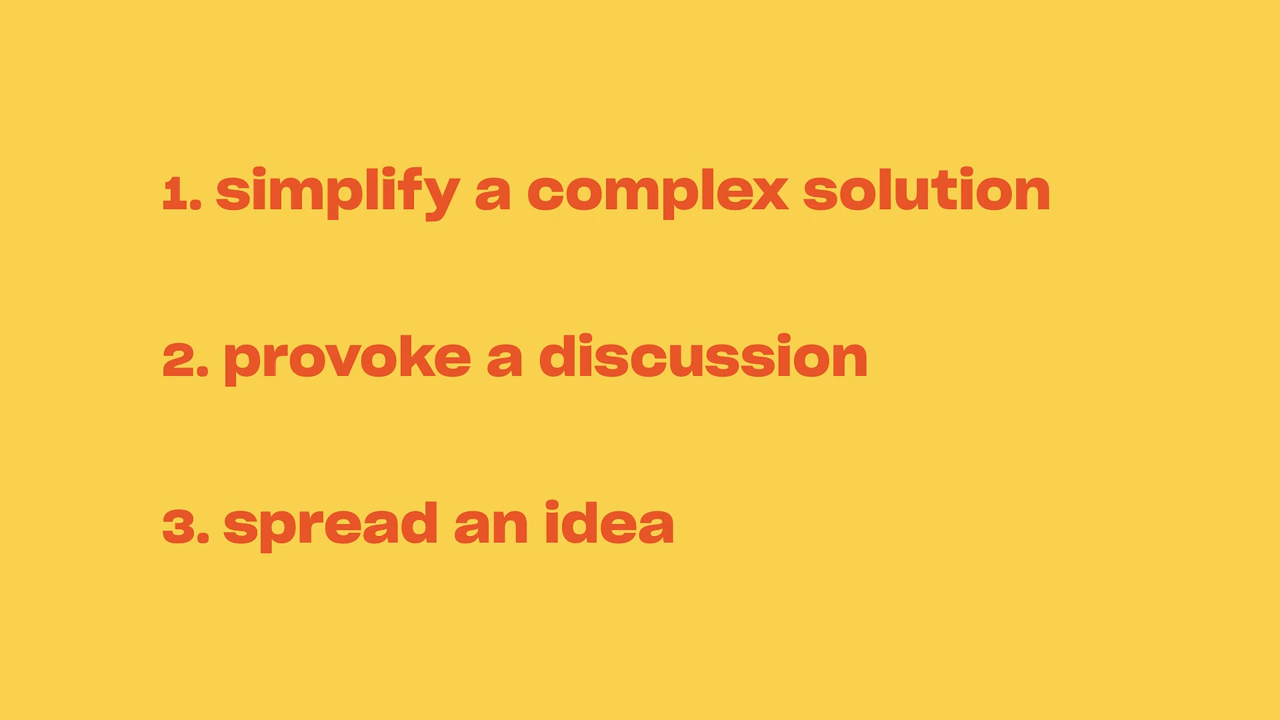 1. simplify a complex solution
2. provoke a discussion
3. spread an idea